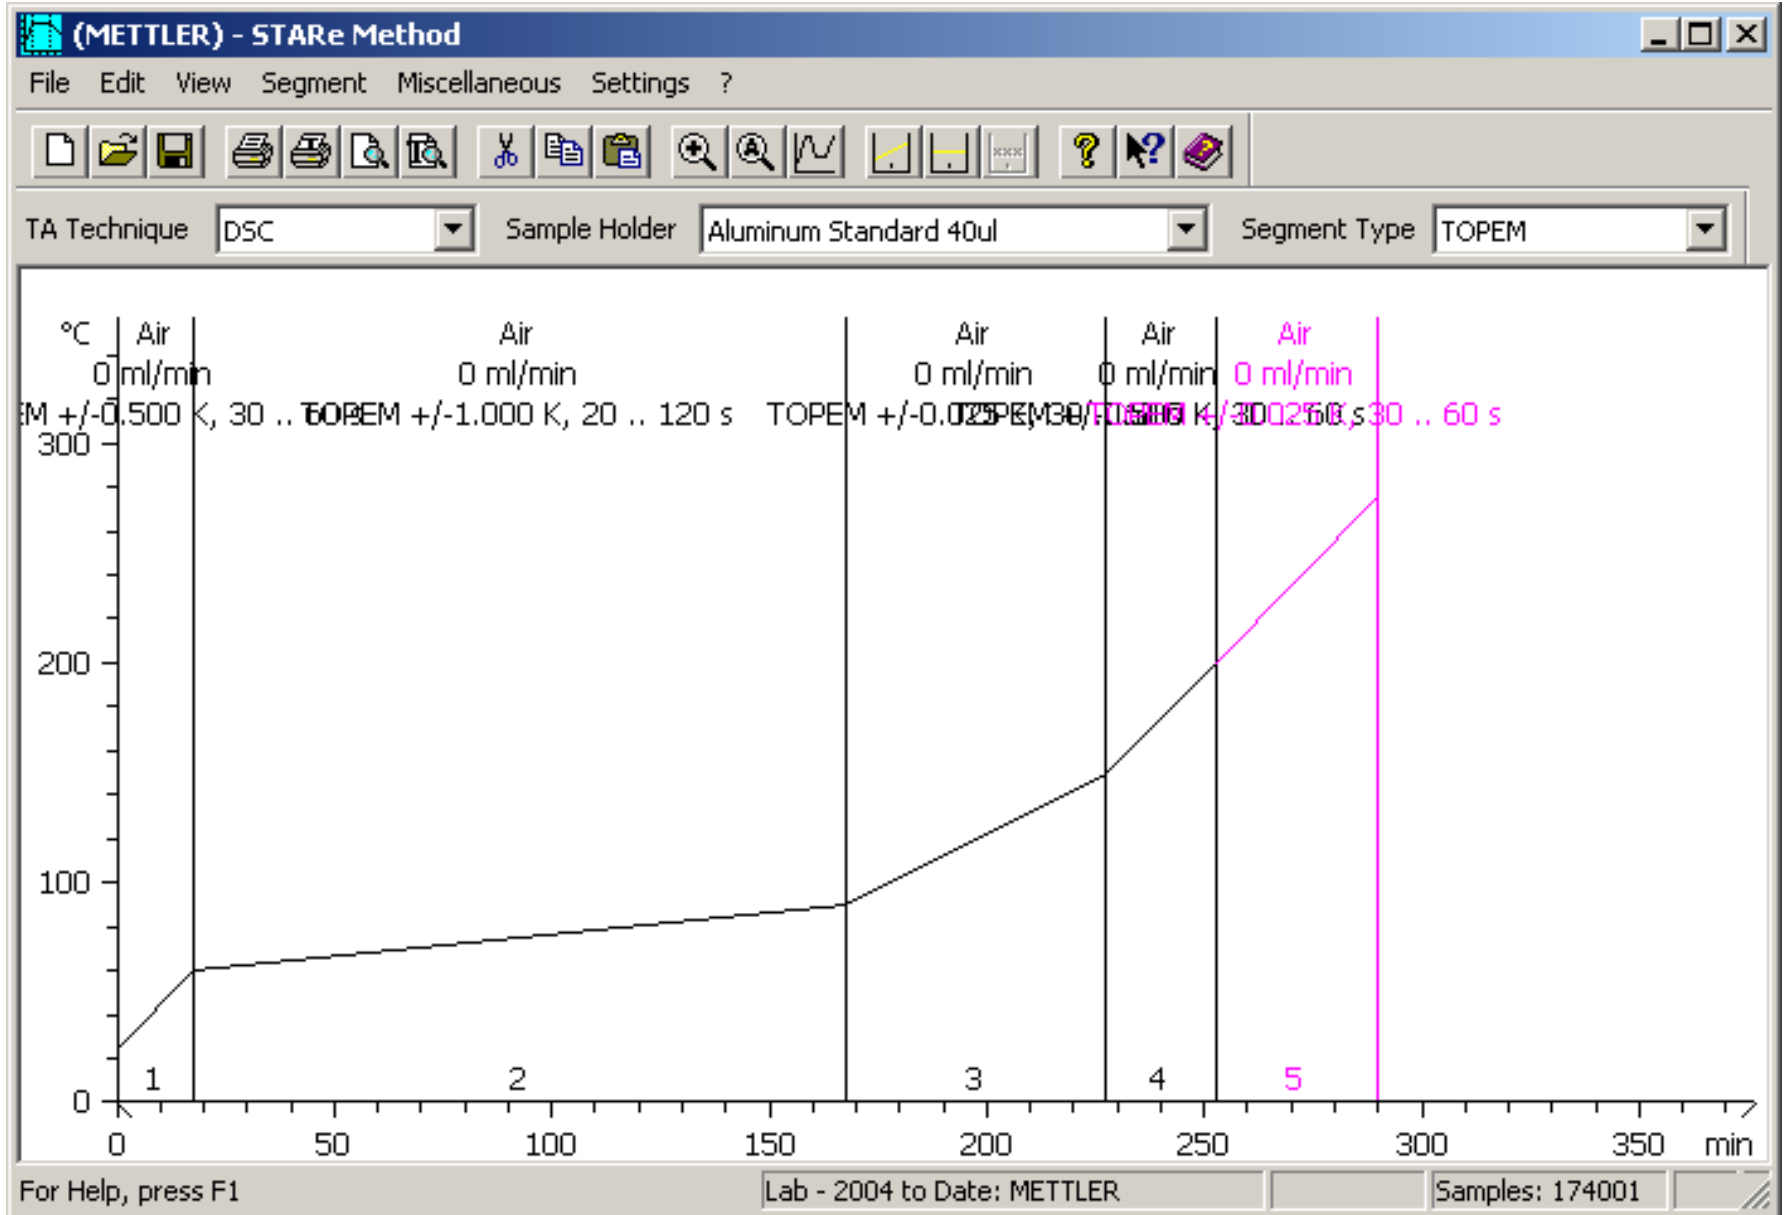 (METTLER) - STARe Method
File Edit View Segment Miscellaneous Settings ?
TA Technique DSC Sample Holder Aluminum Standard 40ul Segment Type TOPEM
°C Air Air Air Air Air
0 ml/min 0 ml/min 0 ml/min 0 ml/min 0 ml/min
+/-0.500 K, 30 .. TOPEM +/-1.000 K, 20 .. 120 s TOPEM 30 .. 60 s
300
200
100
0
1 2 3 4 5
0 50 100 150 200 250 300 350 min
For Help, press F1 Lab - 2004 to Date: METTLER Samples: 174001